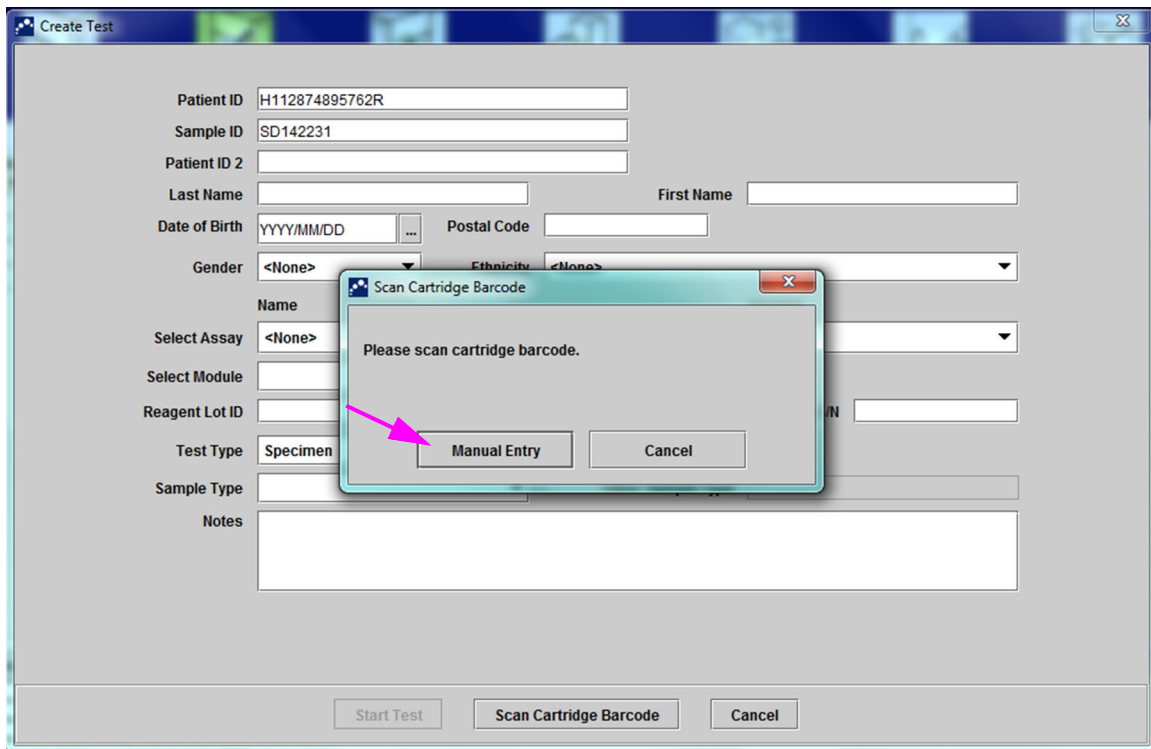 Create Test
Patient ID H112874895762R
Sample ID SD142231
Patient ID 2
Last Name First Name
Date of Birth YYYY/MM/DD ... Postal Code
Gender <None> Ethnicity <None>
Scan Cartridge Barcode
Name
Select Assay <None>
Please scan cartridge barcode.
Select Module
Reagent Lot ID
Test Type Specimen
Manual Entry Cancel
Sample Type
Notes
Start Test Scan Cartridge Barcode Cancel